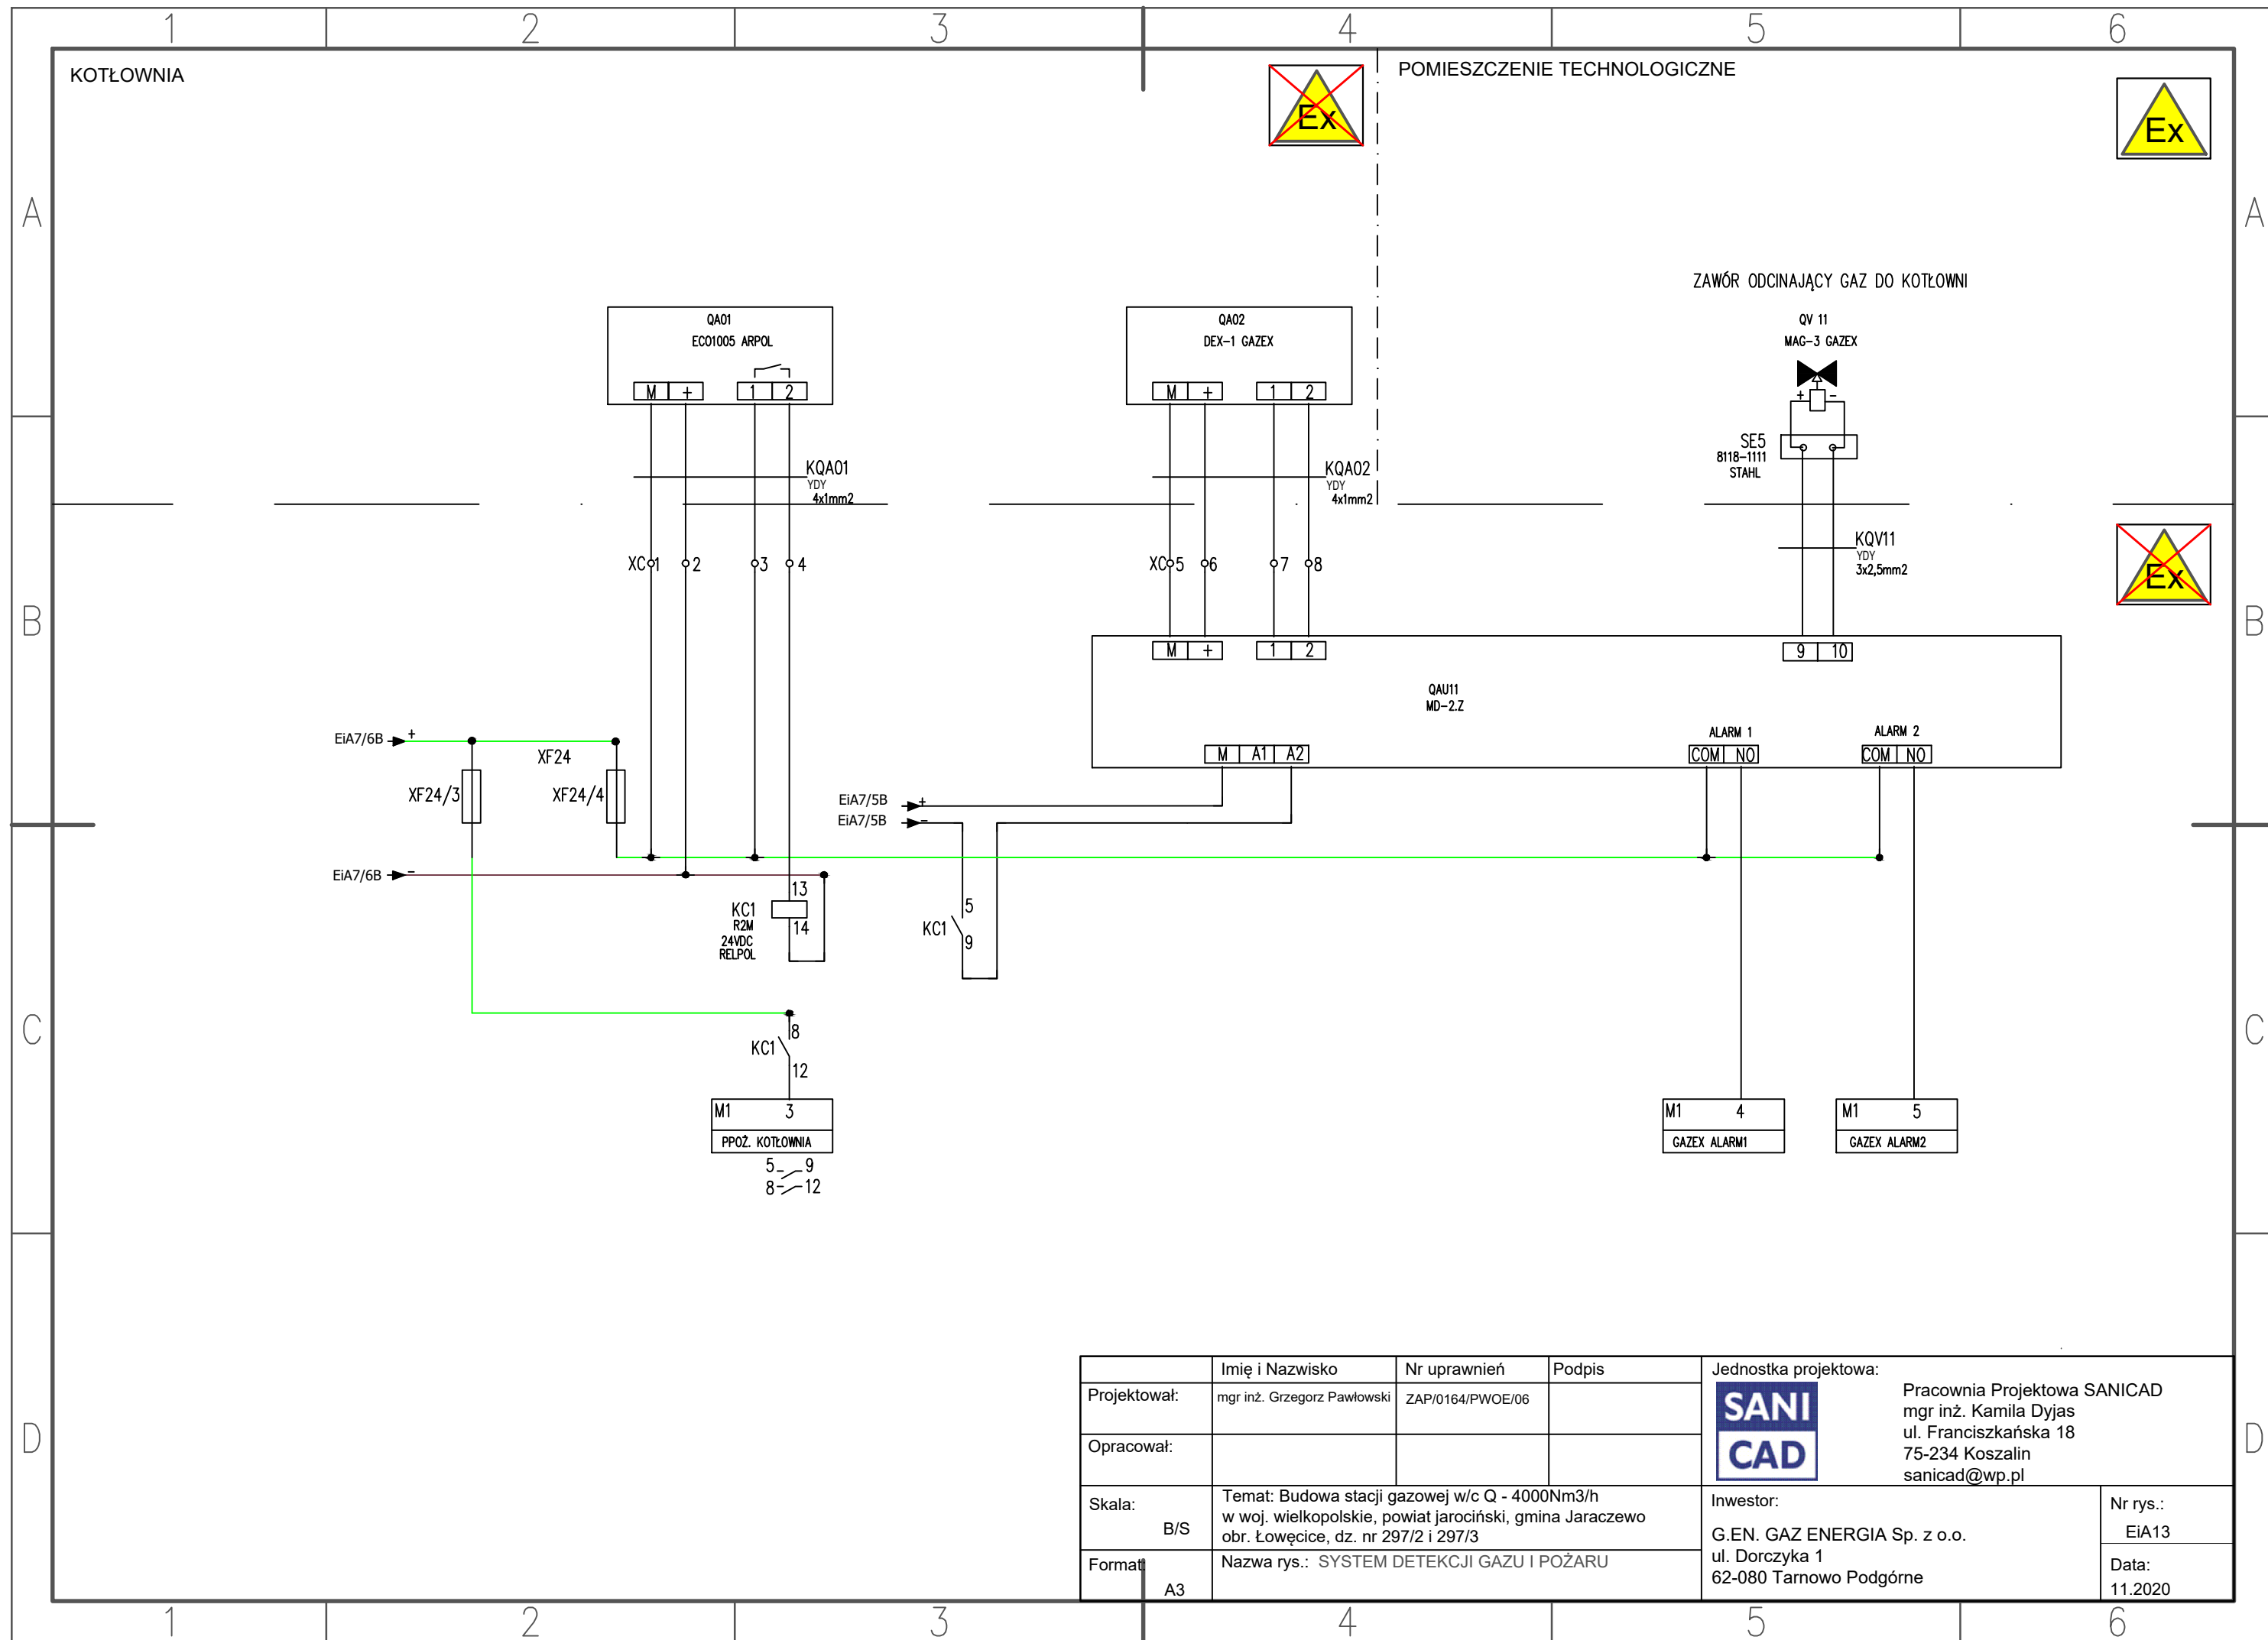 1 2 3 4 5 6
KOTŁOWNIA
POMIESZCZENIE TECHNOLOGICZNE
Ex
Ex
A
A
ZAWÓR ODCINAJĄCY GAZ DO KOTŁOWNI
QA01
ECO1005 ARPOL
M + 1 2
QA02
DEX-1 GAZEX
M + 1 2
QV 11
MAG-3 GAZEX
+ -
SE5
8118-1111
STAHL
KQA01
YDY
4x1mm2
KQA02
YDY
4x1mm2
KQV11
YDY
3x2,5mm2
Ex
XC 1 2 3 4
XC 5 6 7 8
B
B
M + 1 2
9 10
QAU11
MD-2.Z
ALARM 1
ALARM 2
M A1 A2
COM NO
COM NO
EiA7/6B +
XF24
XF24/3
XF24/4
EiA7/5B +
EiA7/5B -
EiA7/6B -
13
KC1
R2M
24VDC
RELPOL
14
5
KC1
9
C
C
8
KC1
12
M1 3
PPOŻ. KOTŁOWNIA
5 9
8 12
M1 4
GAZEX ALARM1
M1 5
GAZEX ALARM2
D
D
Imię i Nazwisko
Nr uprawnień
Podpis
Projektował:
mgr inż. Grzegorz Pawłowski
ZAP/0164/PWOE/06
Opracował:
Skala:
B/S
Temat: Budowa stacji gazowej w/c Q - 4000Nm3/h
w woj. wielkopolskie, powiat jarociński, gmina Jaraczewo
obr. Łowęcice, dz. nr 297/2 i 297/3
Format:
A3
Nazwa rys.: SYSTEM DETEKCJI GAZU I POŻARU
Jednostka projektowa:
SANI
CAD
Pracownia Projektowa SANICAD
mgr inż. Kamila Dyjas
ul. Franciszkańska 18
75-234 Koszalin
sanicad@wp.pl
Inwestor:
G.EN. GAZ ENERGIA Sp. z o.o.
ul. Dorczyka 1
62-080 Tarnowo Podgórne
Nr rys.:
EiA13
Data:
11.2020
1 2 3 4 5 6